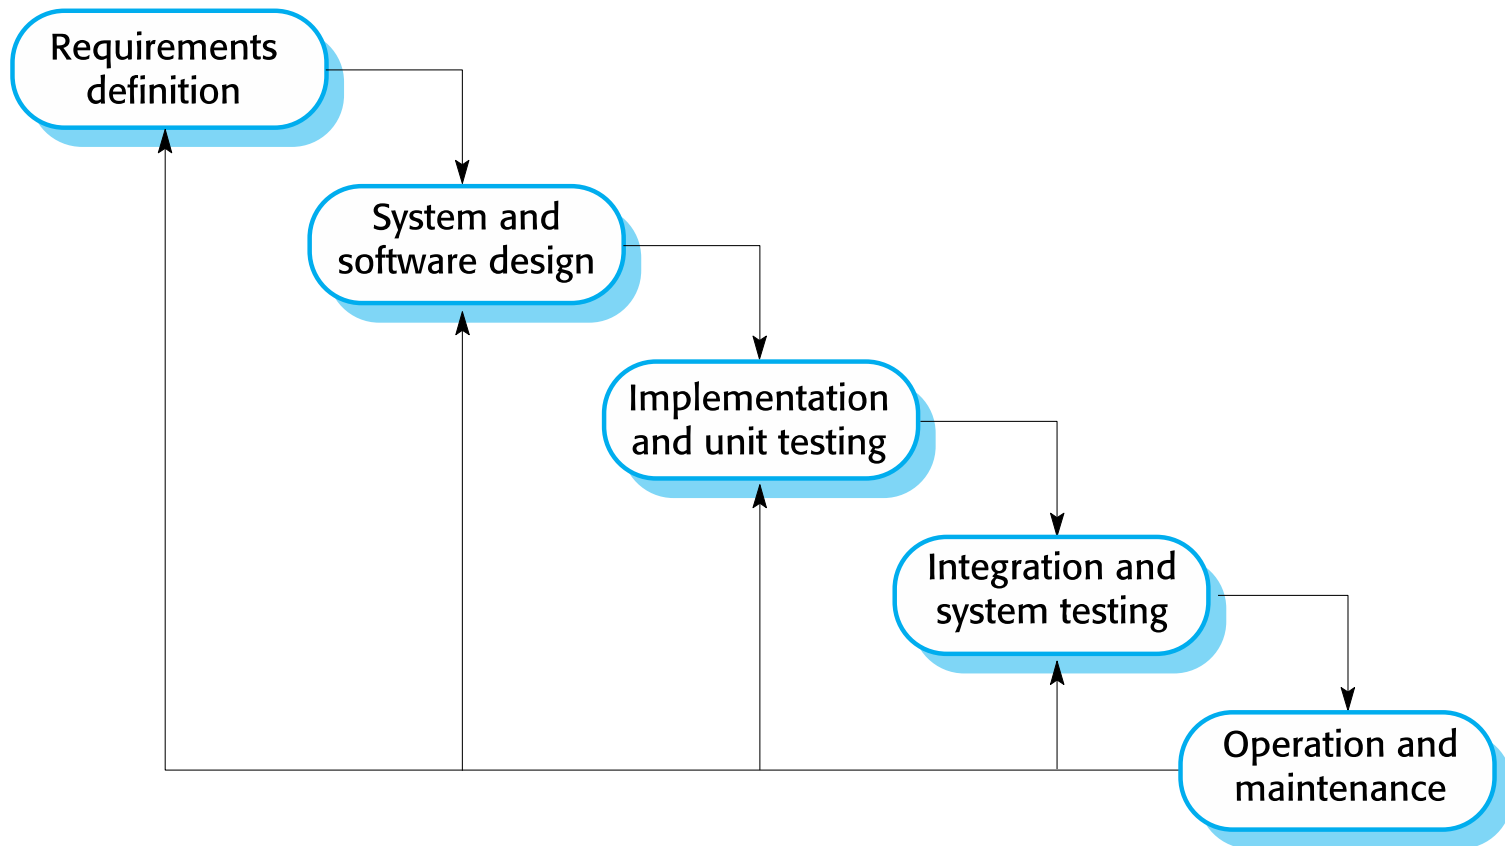 Requirements
definition
System and
software design
Implementation
and unit testing
Integration and
system testing
Operation and
maintenance